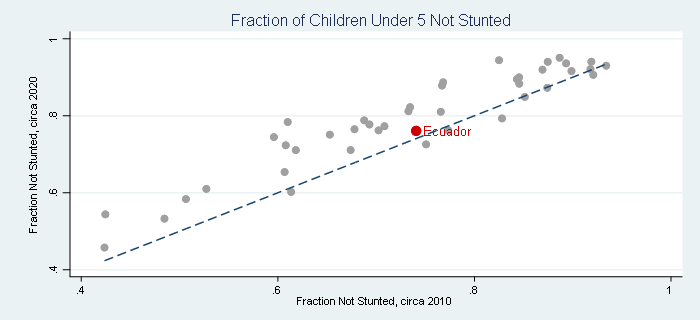 Fraction of Children Under 5 Not Stunted
Fraction Not Stunted, circa 2020
1
.8
.6
.4
Ecuador
.4
.6
.8
1
Fraction Not Stunted, circa 2010